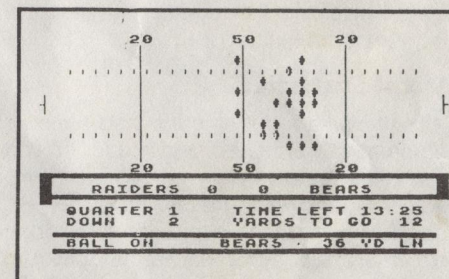 20 50 20
20 50 20
RAIDERS 0 0 BEARS
QUARTER 1 TIME LEFT 13:25
DOWN 2 YARDS TO GO 12
BALL ON BEARS 36 YD LN